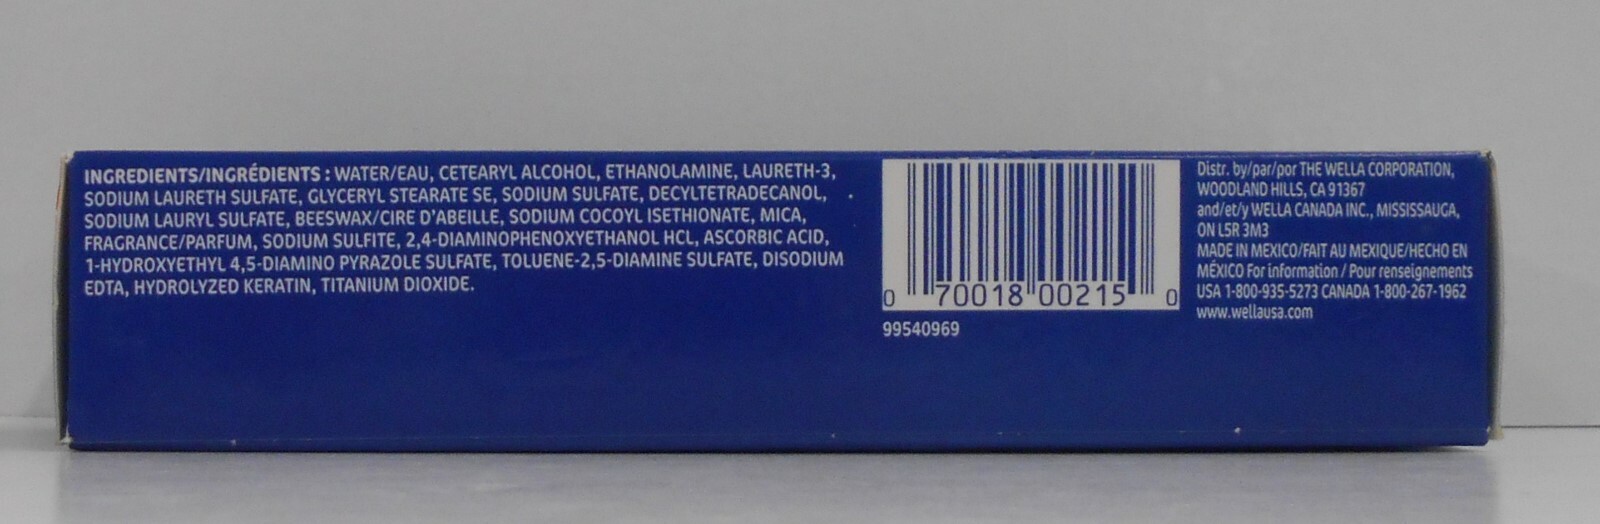 INGREDIENTS/INGRÉDIENTS : WATER/EAU, CETEARYL ALCOHOL, ETHANOLAMINE, LAURETH-3,
SODIUM LAURETH SULFATE, GLYCERYL STEARATE SE, SODIUM SULFATE, DECYLTETRADECANOL,
SODIUM LAURYL SULFATE, BEESWAX/CIRE D'ABEILLE, SODIUM COCOYL ISETHIONATE, MICA,
FRAGRANCE/PARFUM, SODIUM SULFITE, 2,4-DIAMINOPHENOXYETHANOL HCL, ASCORBIC ACID,
1-HYDROXYETHYL 4,5-DIAMINO PYRAZOLE SULFATE, TOLUENE-2,5-DIAMINE SULFATE, DISODIUM
EDTA, HYDROLYZED KERATIN, TITANIUM DIOXIDE.
0 70018 00215 0
99540969
Distr. by/par/por THE WELLA CORPORATION,
WOODLAND HILLS, CA 91367
and/et/y WELLA CANADA INC., MISSISSAUGA,
ON L5R 3M3
MADE IN MEXICO/FAIT AU MEXIQUE/HECHO EN
MÉXICO For information / Pour renseignements
USA 1-800-935-5273 CANADA 1-800-267-1962
www.wellausa.com